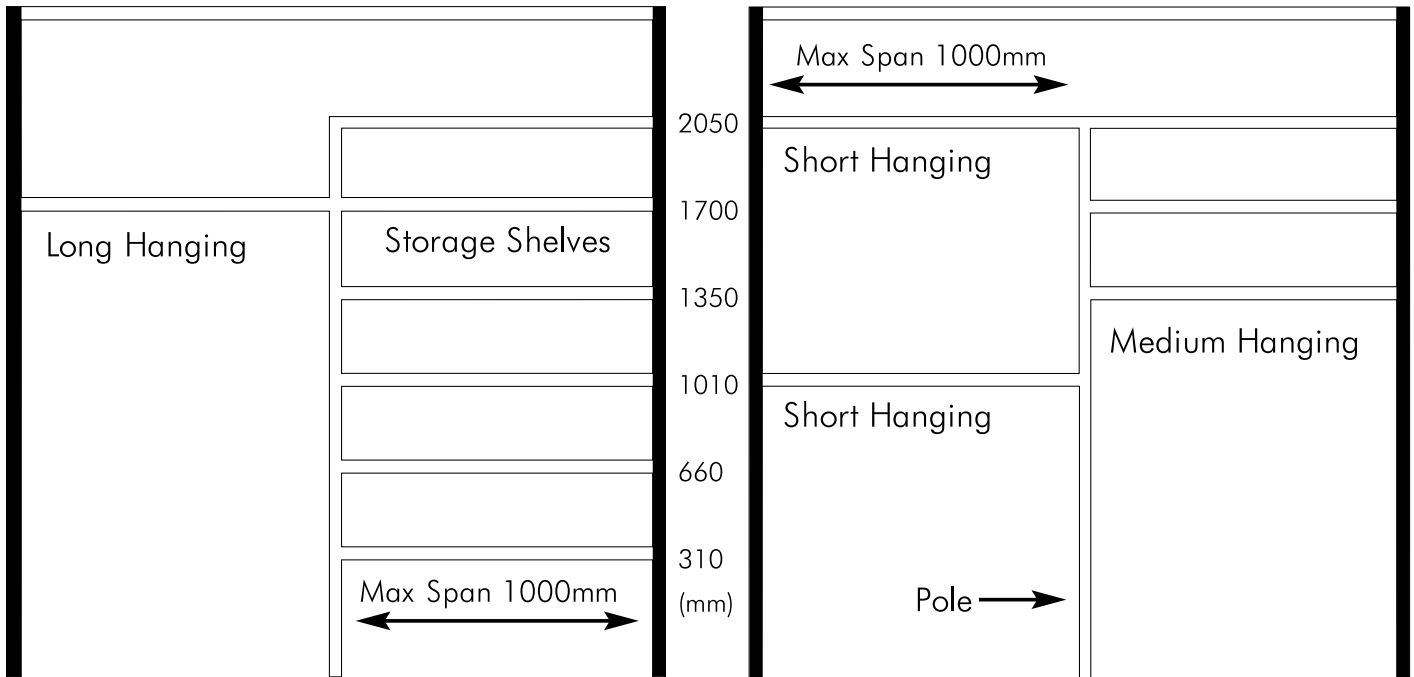 Max Span 1000mm
2050
Short Hanging
1700
Long Hanging
Storage Shelves
1350
Medium Hanging
1010
Short Hanging
660
310
Max Span 1000mm
(mm)
Pole